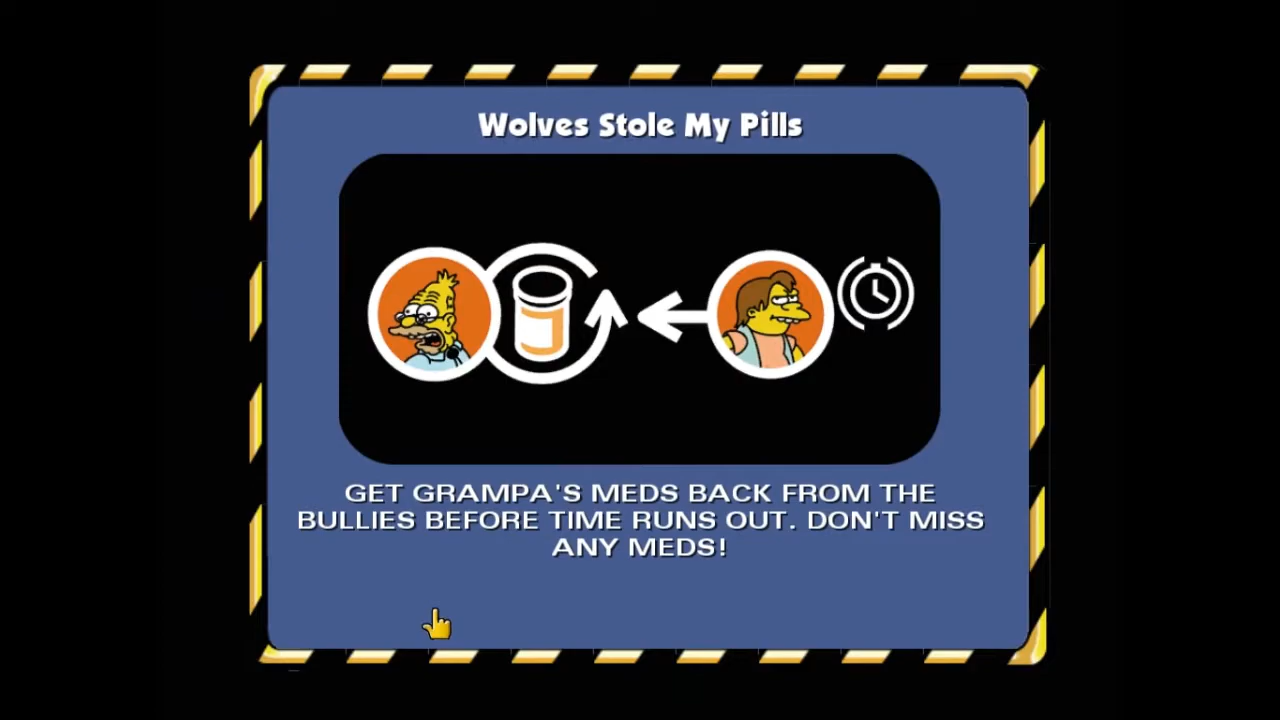 Wolves Stole My Pills
GET GRAMPA'S MEDS BACK FROM THE
BULLIES BEFORE TIME RUNS OUT. DON'T MISS
ANY MEDS!